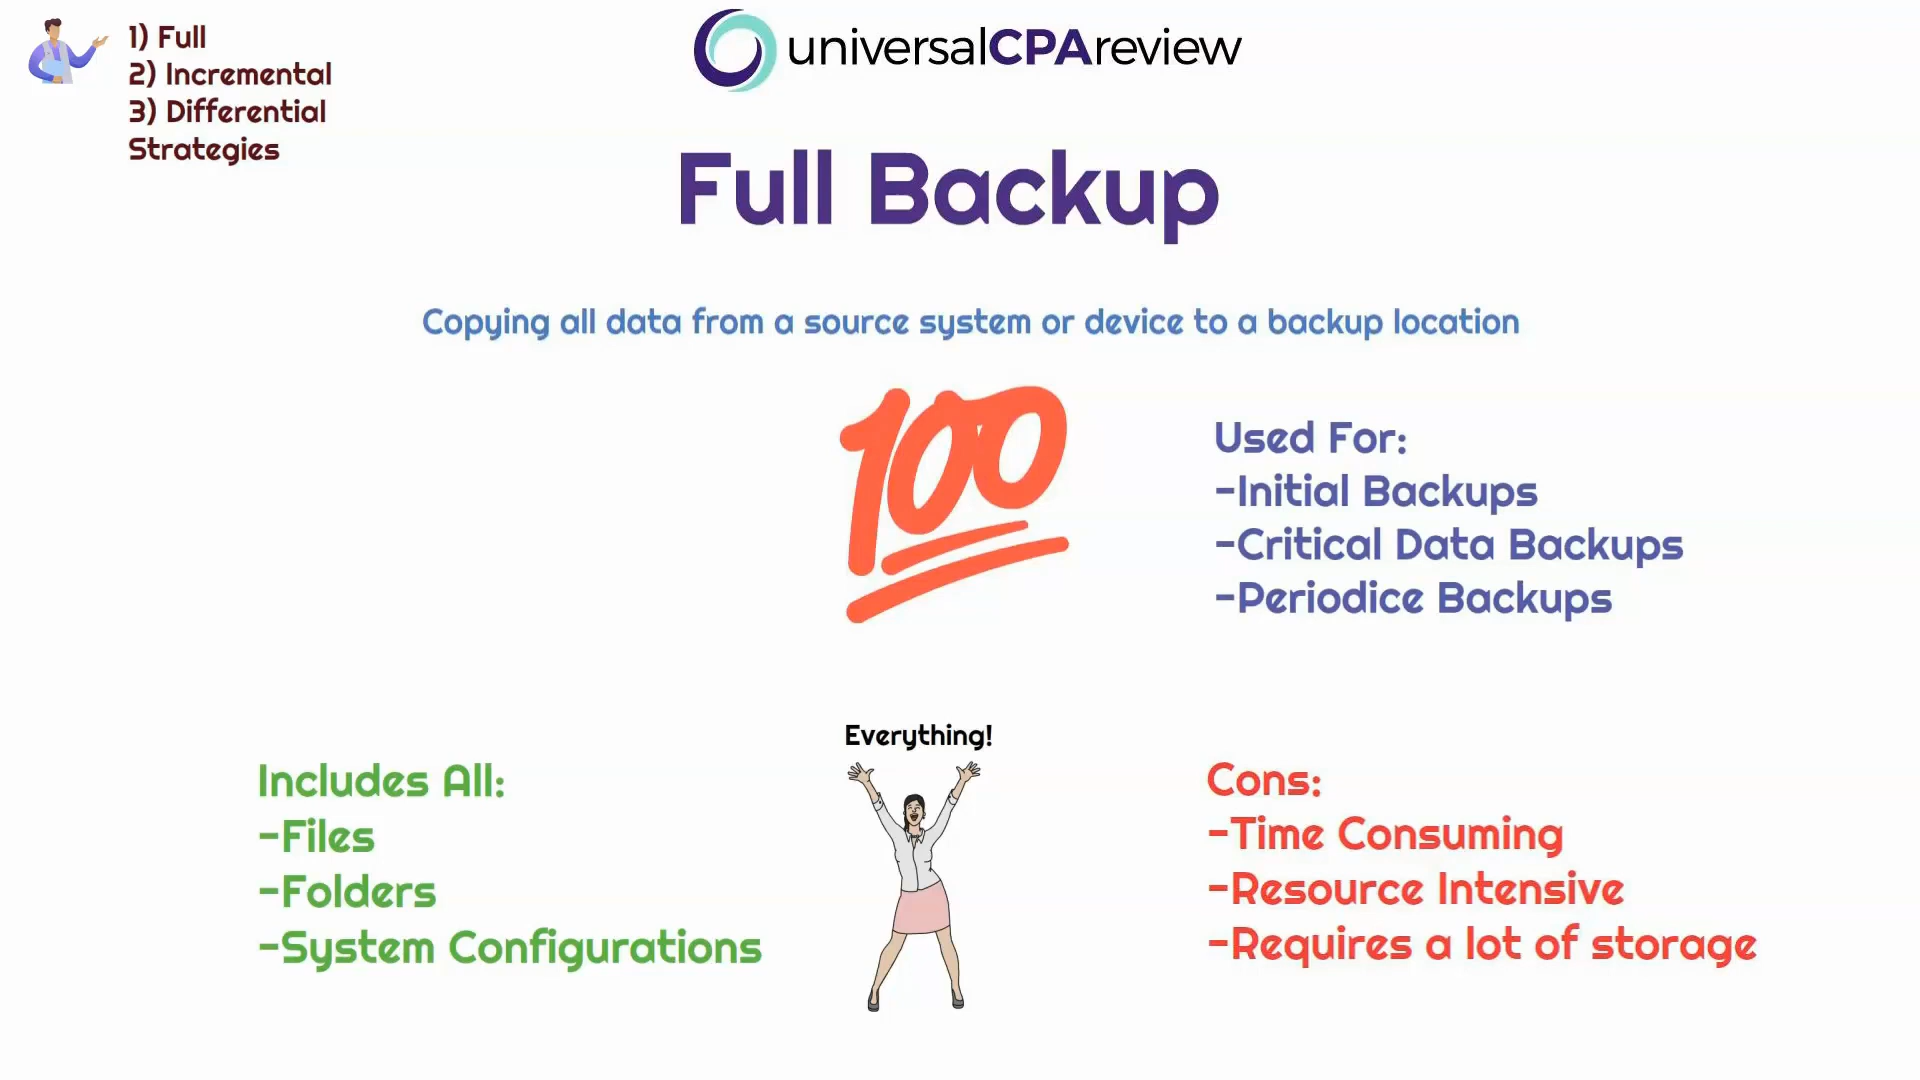 1) Full
2) Incremental
3) Differential
Strategies
universalCPAreview
Full Backup
Copying all data from a source system or device to a backup location
100
Used For:
-Initial Backups
-Critical Data Backups
-Periodice Backups
Everything!
Includes All:
-Files
-Folders
-System Configurations
Cons:
-Time Consuming
-Resource Intensive
-Requires a lot of storage